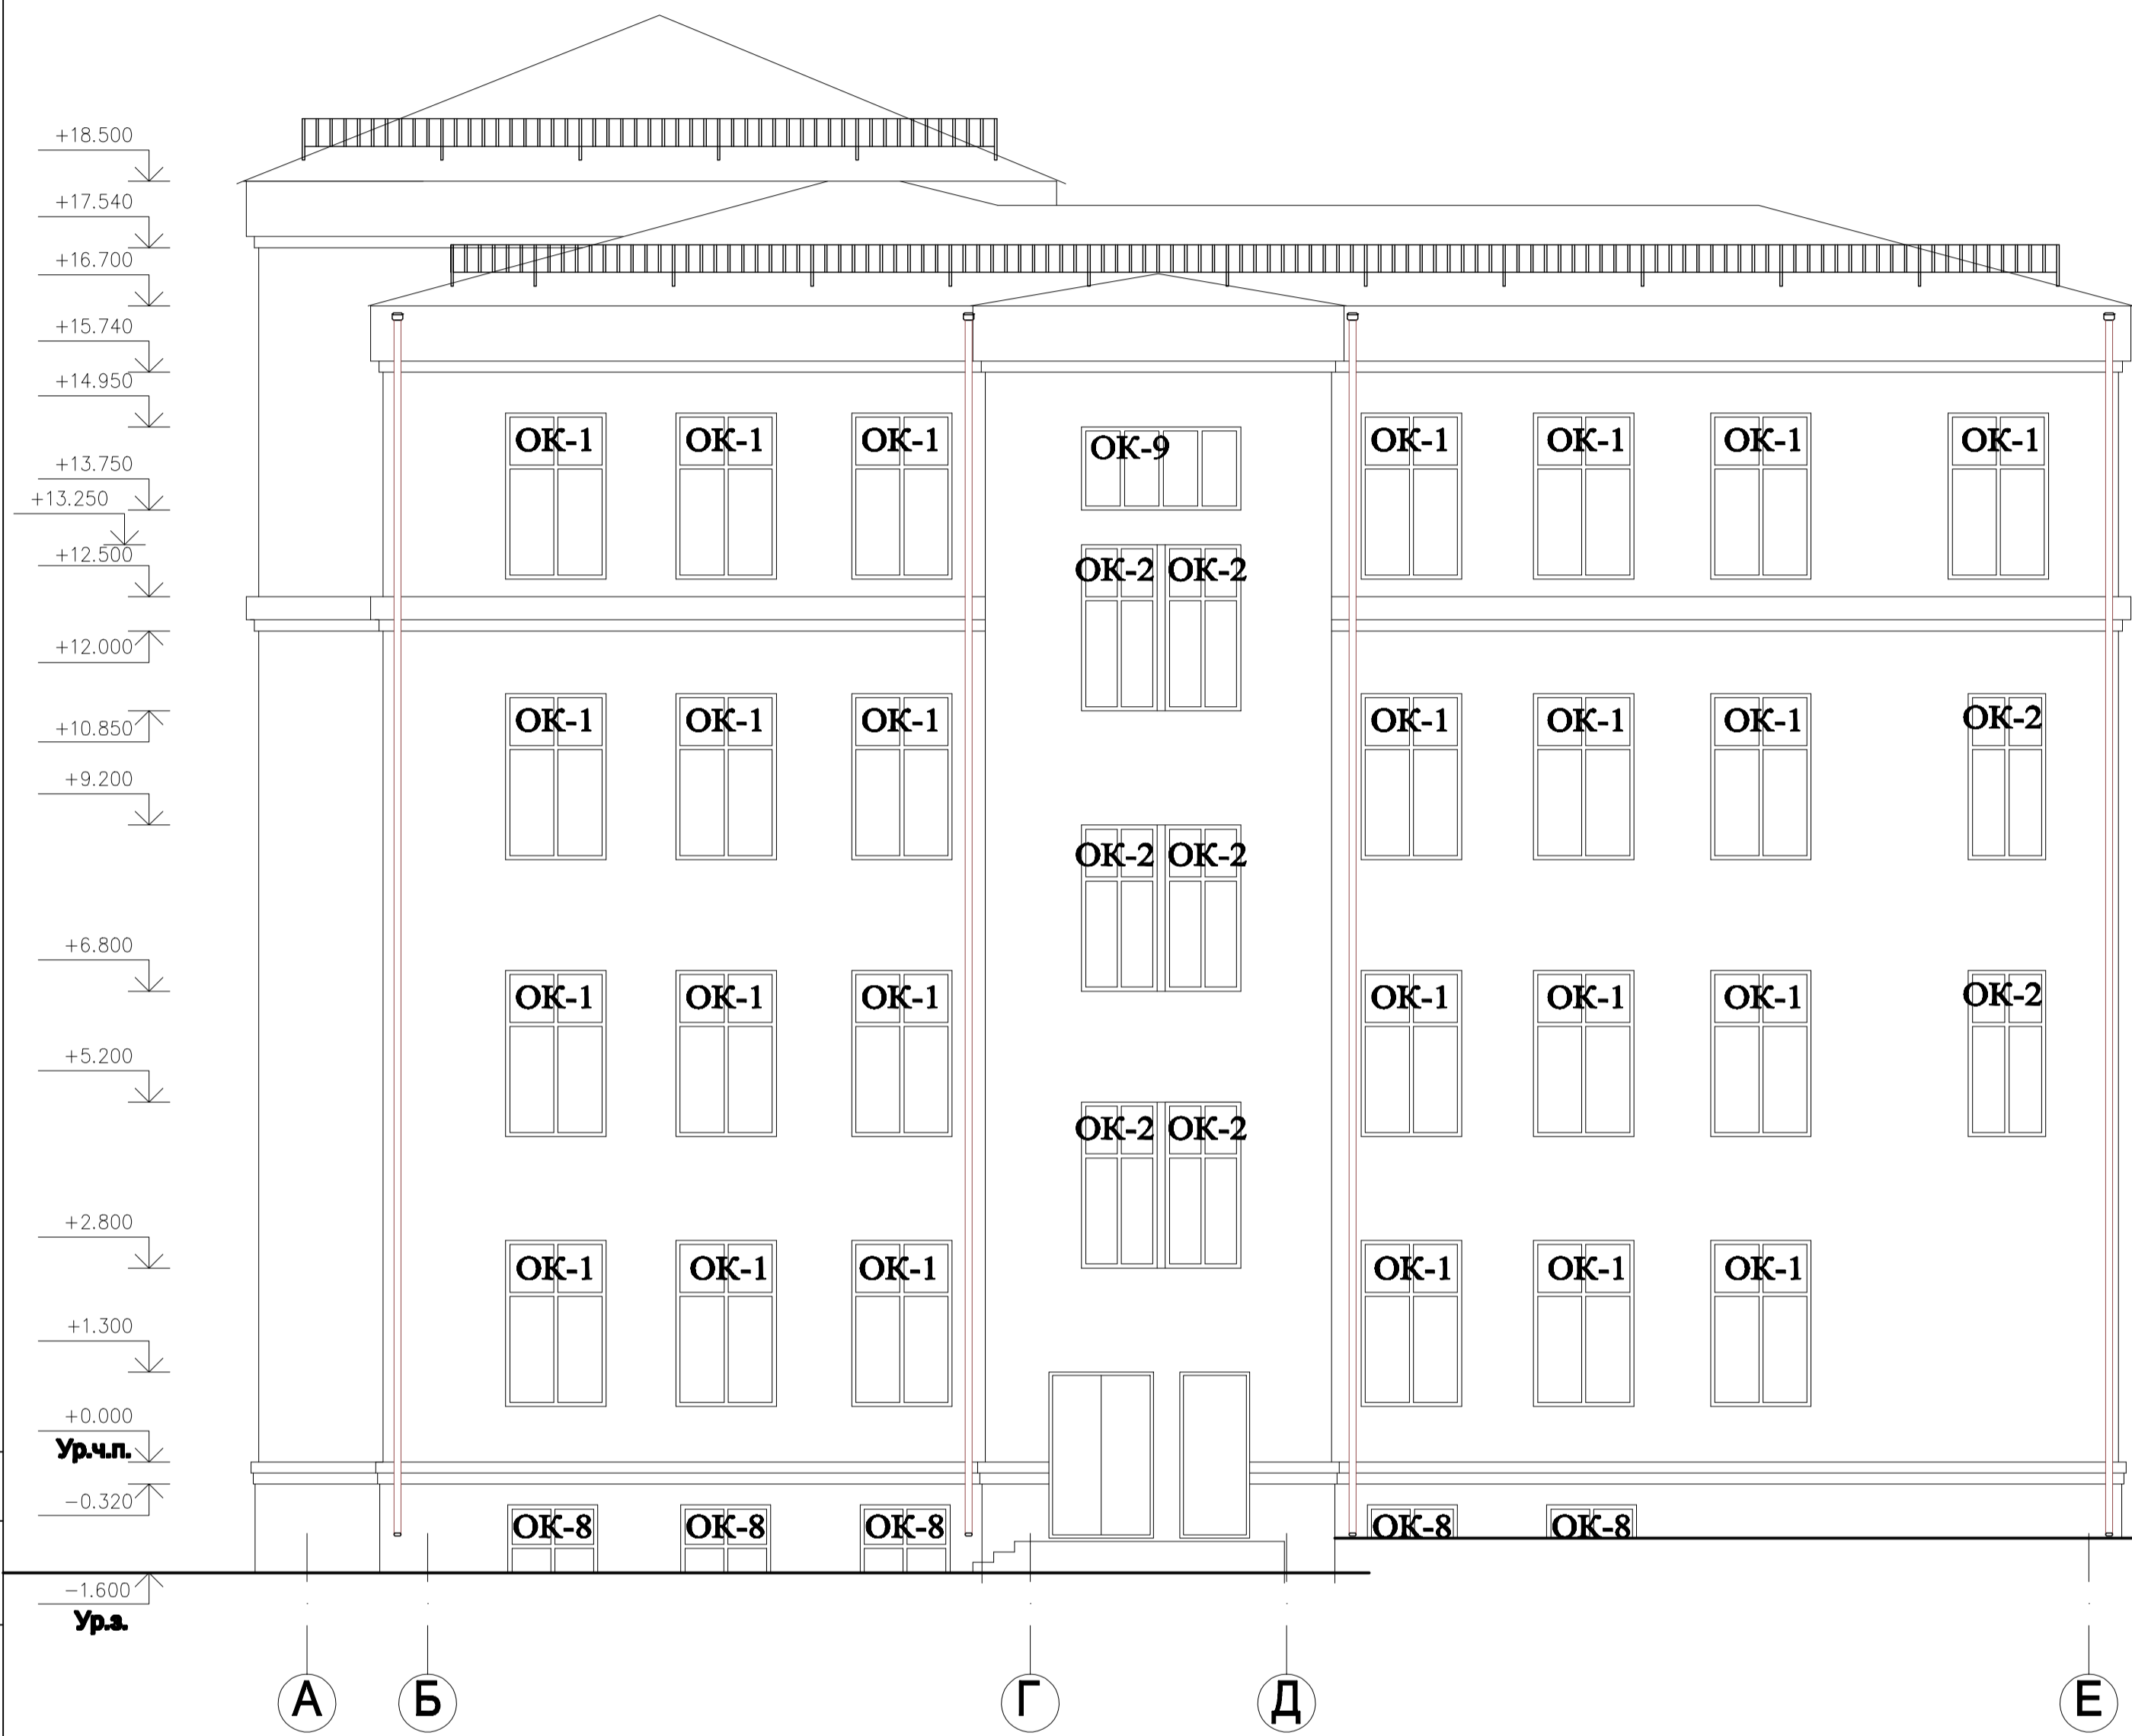 +18.500
+17.540
+16.700
+15.740
+14.950
ОК-1 ОК-1 ОК-1 ОК-9 ОК-1 ОК-1 ОК-1 ОК-1
+13.750
+13.250
+12.500
ОК-2 ОК-2
+12.000
ОК-1 ОК-1 ОК-1 ОК-1 ОК-1 ОК-1 ОК-2
+10.850
+9.200
ОК-2 ОК-2
+6.800
ОК-1 ОК-1 ОК-1 ОК-1 ОК-1 ОК-1 ОК-2
+5.200
ОК-2 ОК-2
+2.800
ОК-1 ОК-1 ОК-1 ОК-1 ОК-1 ОК-1
+1.300
+0.000
Ур.ч.п.
-0.320
ОК-8 ОК-8 ОК-8 ОК-8 ОК-8
-1.600
Ур.з.
А Б Г Д Е